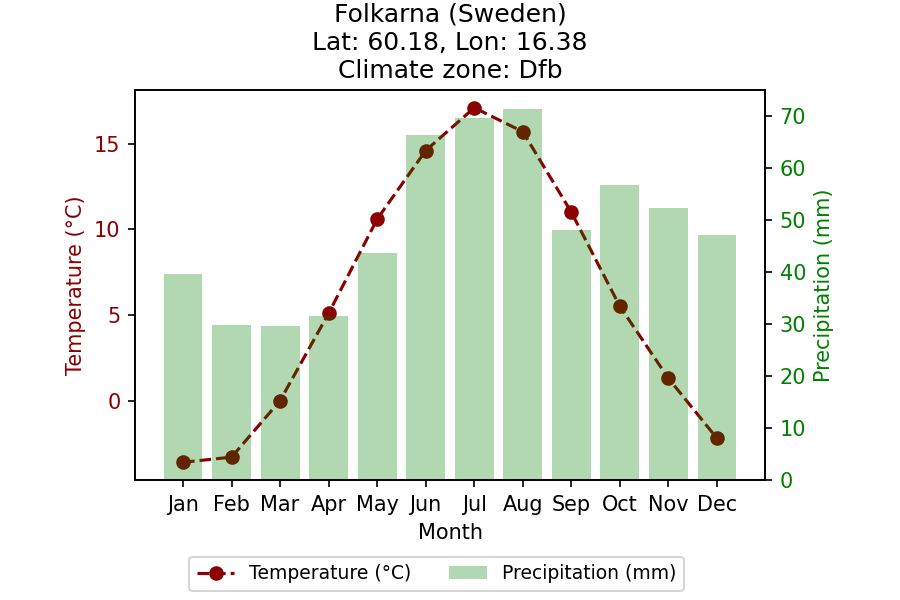 Folkarna (Sweden)
Lat: 60.18, Lon: 16.38
Climate zone: Dfb
Temperature (°C)
15
10
5
0
Precipitation (mm)
70
60
50
40
30
20
10
0
Jan Feb Mar Apr May Jun Jul Aug Sep Oct Nov Dec
Month
Temperature (°C) Precipitation (mm)